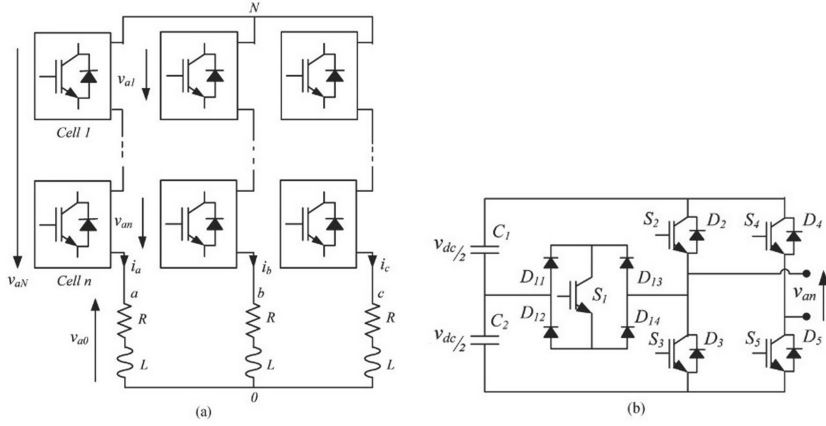 N
v_a1
Cell 1
v_an
v_aN
Cell n
i_a
i_b
i_c
a
b
c
R
R
R
v_a0
L
L
L
0
(a)
S_2
D_2
S_4
D_4
v_dc/2
C_1
D_11
S_1
D_13
v_an
D_12
D_14
v_dc/2
C_2
S_3
D_3
S_5
D_5
(b)